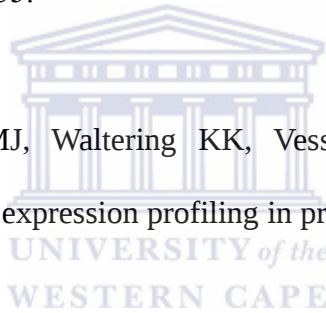 MJ, Waltering KK, Vess
expression profiling in pr
UNIVERSITY of the
WESTERN CAPE